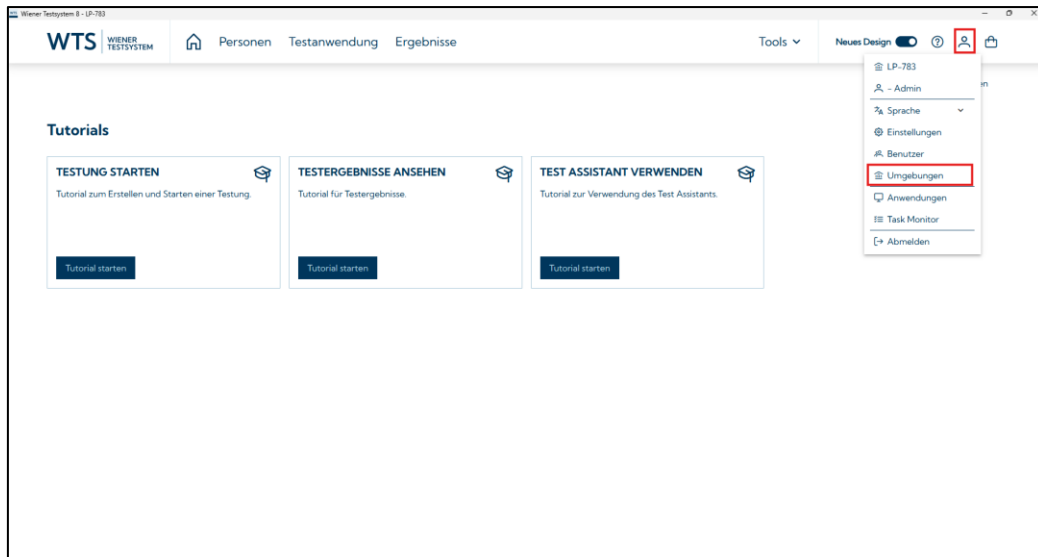 Wiener Testsystem 8 - LP-783
WTS WIENER TESTSYSTEM
Personen Testanwendung Ergebnisse Tools Neues Design
LP-783
- Admin
en
Sprache
Einstellungen
Benutzer
Umgebungen
Anwendungen
Task Monitor
Abmelden
Tutorials
TESTUNG STARTEN
Tutorial zum Erstellen und Starten einer Testung.
Tutorial starten
TESTERGEBNISSE ANSEHEN
Tutorial für Testergebnisse.
Tutorial starten
TEST ASSISTANT VERWENDEN
Tutorial zur Verwendung des Test Assistants.
Tutorial starten